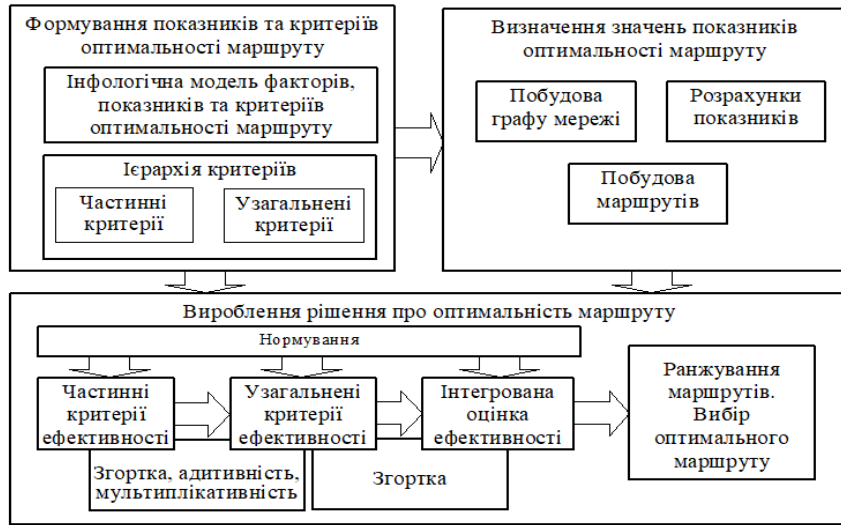 Формування показників та критеріїв
оптимальності маршруту
Інфологічна модель факторів,
показників та критеріїв
оптимальності маршруту
Ієрархія критеріїв
Частинні
критерії
Узагальнені
критерії
Визначення значень показників
оптимальності маршруту
Побудова
графу мережі
Розрахунки
показників
Побудова
маршрутів
Вироблення рішення про оптимальність маршруту
Нормування
Частинні
критерії
ефективності
Узагальнені
критерії
ефективності
Інтегрована
оцінка
ефективності
Ранжування
маршрутів.
Вибір
оптимального
маршруту
Згортка, адитивність,
мультиплікативність
Згортка